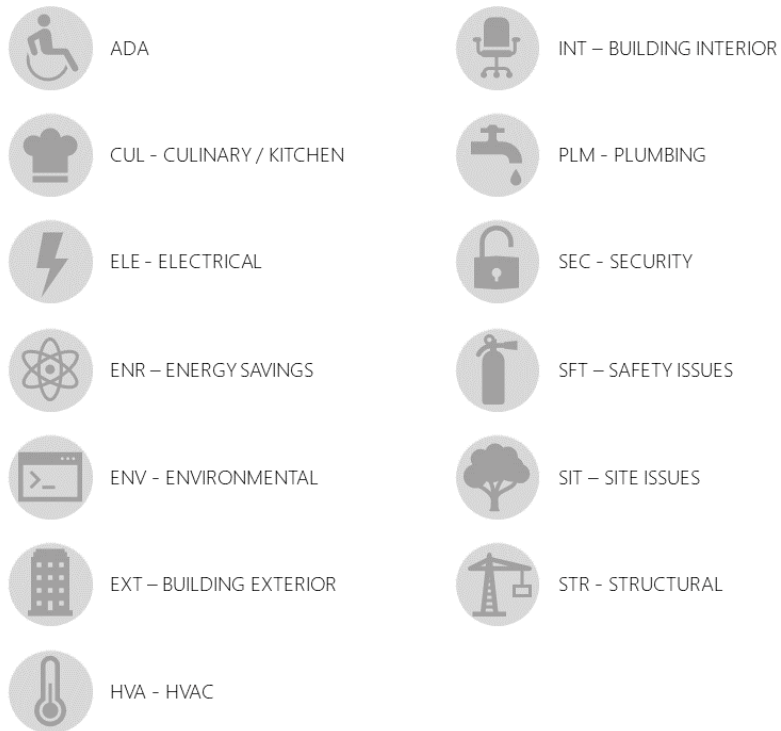 ADA
CUL - CULINARY / KITCHEN
ELE - ELECTRICAL
ENR – ENERGY SAVINGS
ENV - ENVIRONMENTAL
EXT – BUILDING EXTERIOR
HVA - HVAC
INT – BUILDING INTERIOR
PLM - PLUMBING
SEC - SECURITY
SFT – SAFETY ISSUES
SIT – SITE ISSUES
STR - STRUCTURAL